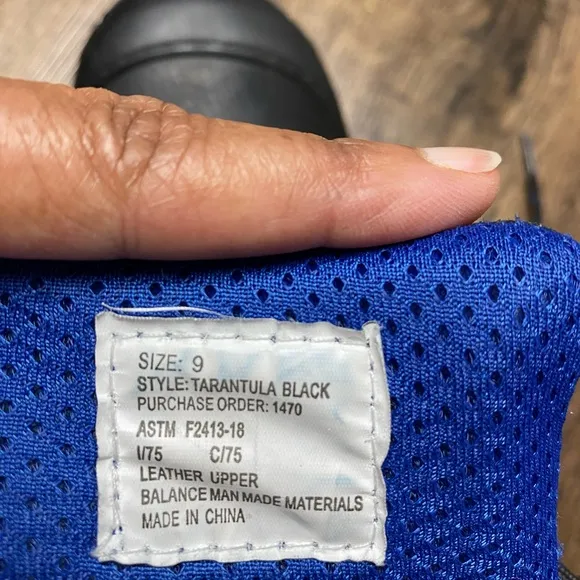 SIZE: 9
STYLE: TARANTULA BLACK
PURCHASE ORDER: 1470
ASTM F2413-18
I/75 C/75
LEATHER UPPER
BALANCE MAN MADE MATERIALS
MADE IN CHINA